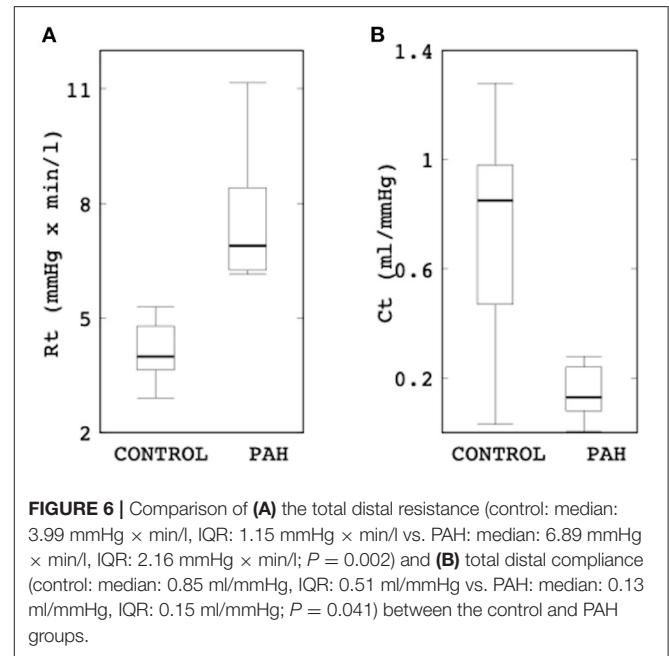 A
B
11
8
5
2
Rt (mmHg x min/l)
CONTROL PAH
1.4
1
0.6
0.2
Ct (ml/mmHg)
CONTROL PAH
FIGURE 6 | Comparison of (A) the total distal resistance (control: median:
3.99 mmHg × min/l, IQR: 1.15 mmHg × min/l vs. PAH: median: 6.89 mmHg
× min/l, IQR: 2.16 mmHg × min/l; P = 0.002) and (B) total distal compliance
(control: median: 0.85 ml/mmHg, IQR: 0.51 ml/mmHg vs. PAH: median: 0.13
ml/mmHg, IQR: 0.15 ml/mmHg; P = 0.041) between the control and PAH
groups.